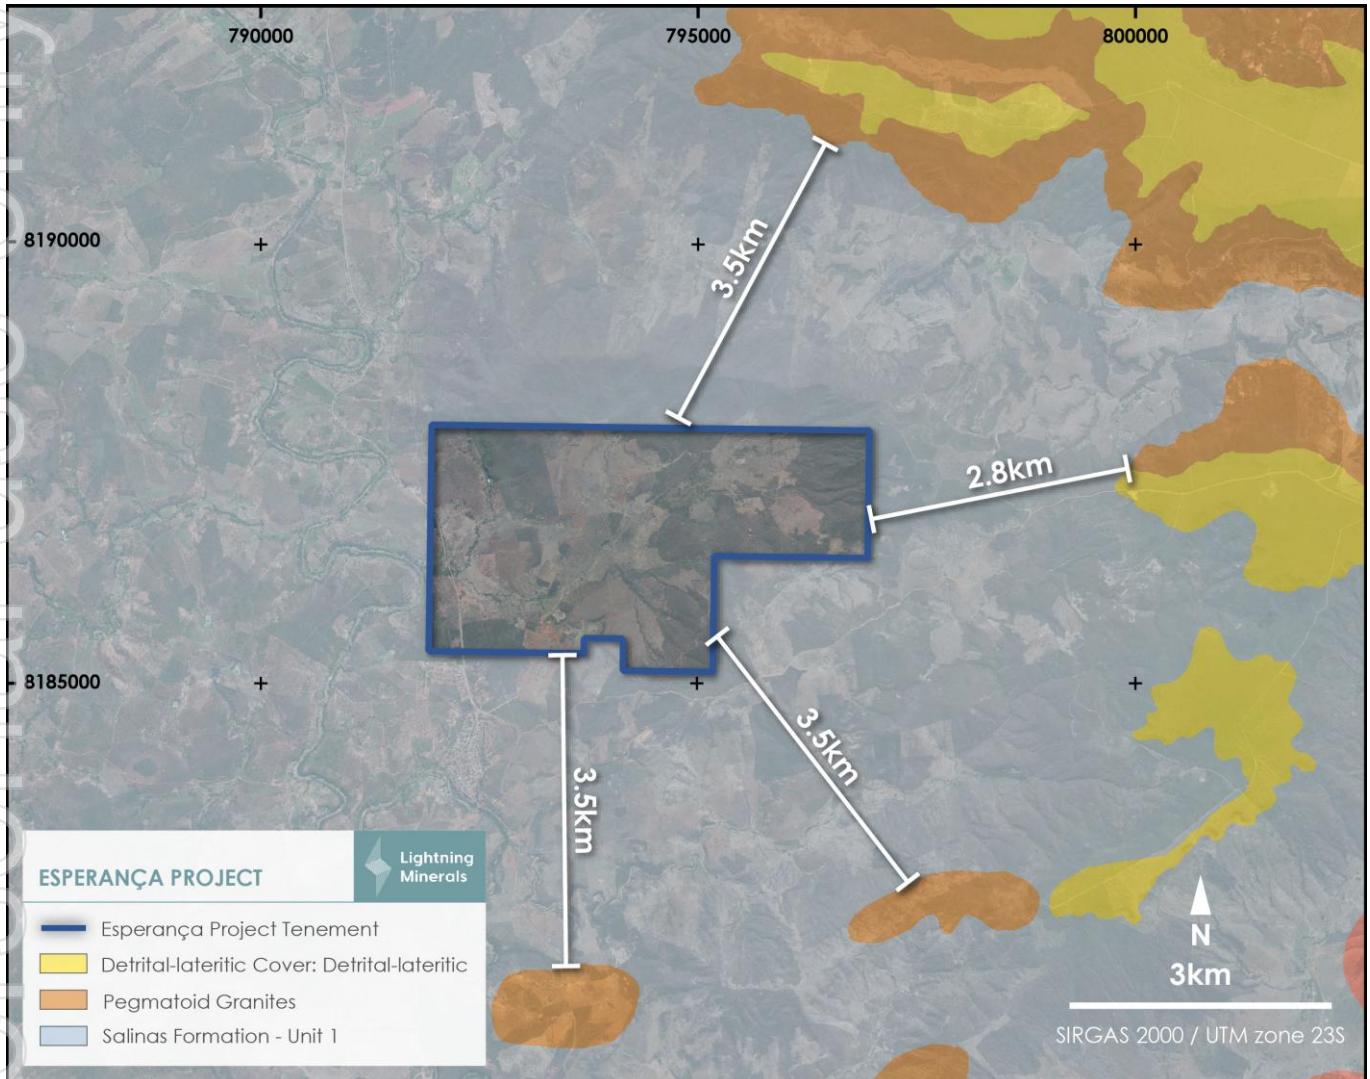 790000
795000
800000
8190000
3.5km
2.8km
8185000
3.5km
3.5km
ESPERANÇA PROJECT
Lightning
Minerals
Esperança Project Tenement
Detrital-lateritic Cover: Detrital-lateritic
Pegmatoid Granites
Salinas Formation - Unit 1
N
3km
SIRGAS 2000 / UTM zone 23S